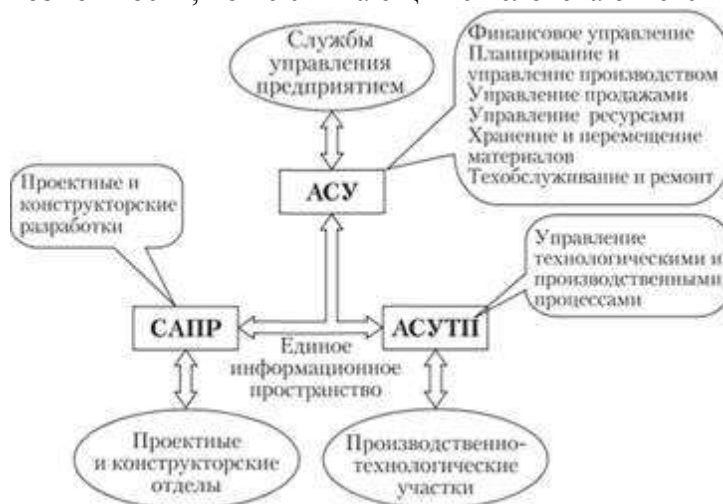 Службы
управления
предприятием
Финансовое управление
Планирование и
управление производством
Управление продажами
Управление ресурсами
Хранение и перемещение
материалов
Техобслуживание и ремонт
Проектные и
конструкторские
разработки
АСУ
Управление
технологическими и
производственными
процессами
САПР
АСУТП
Единое
информационное
пространство
Проектные
и конструкторские
отделы
Производственно-
технологические
участки